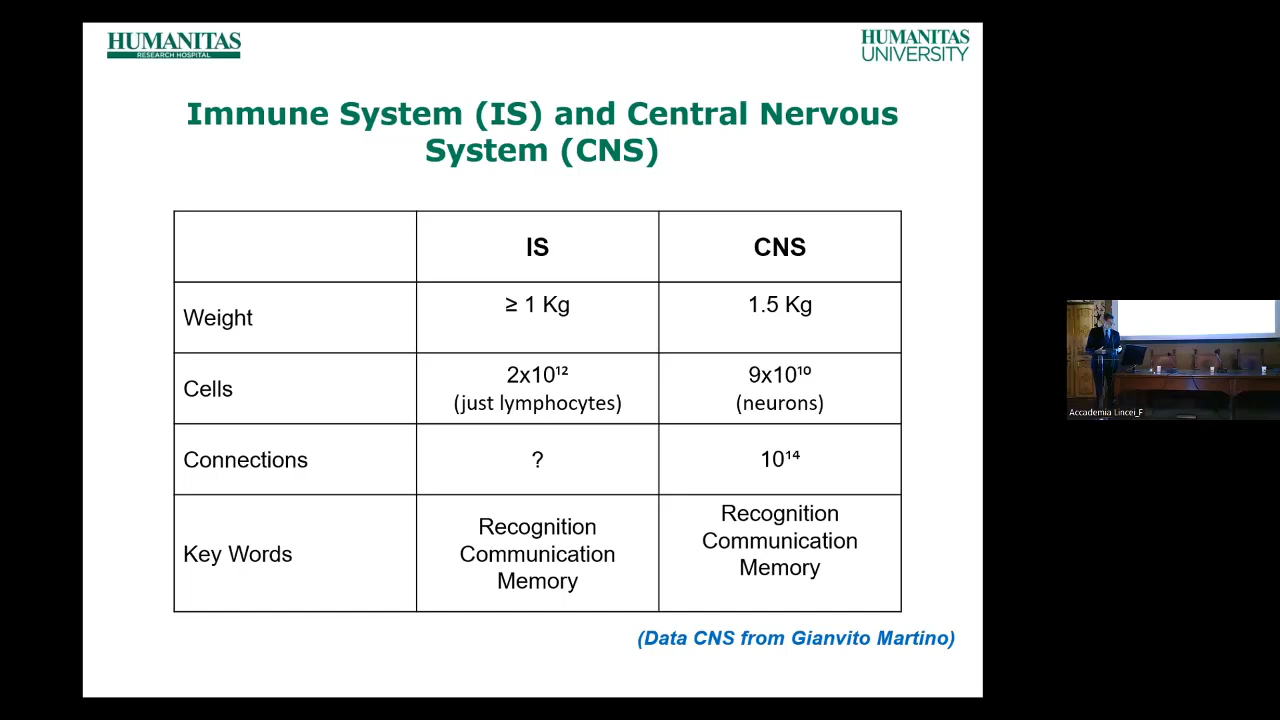 HUMANITAS
RESEARCH HOSPITAL
HUMANITAS
UNIVERSITY
Immune System (IS) and Central Nervous
System (CNS)
IS CNS
Weight ≥ 1 Kg 1.5 Kg
Cells 2x10¹² (just lymphocytes) 9x10¹⁰ (neurons)
Connections ? 10¹⁴
Key Words Recognition Communication Memory Recognition Communication Memory
(Data CNS from Gianvito Martino)
Accademia Lincei_F